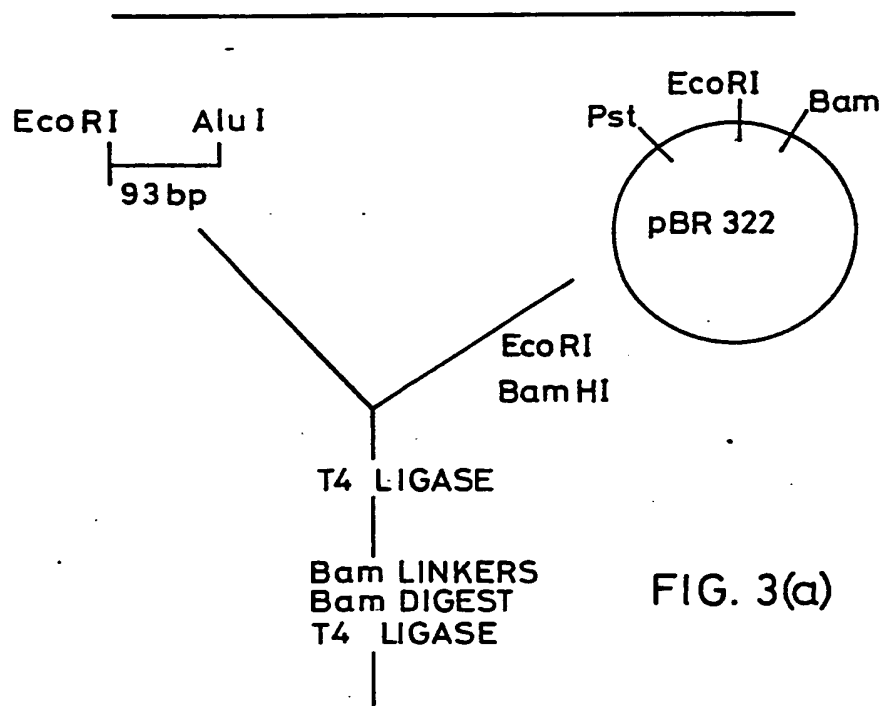 EcoRI AluI
93bp
EcoRI
Pst Bam
pBR 322
EcoRI
BamHI
T4 LIGASE
Bam LINKERS
Bam DIGEST
T4 LIGASE
FIG. 3(a)